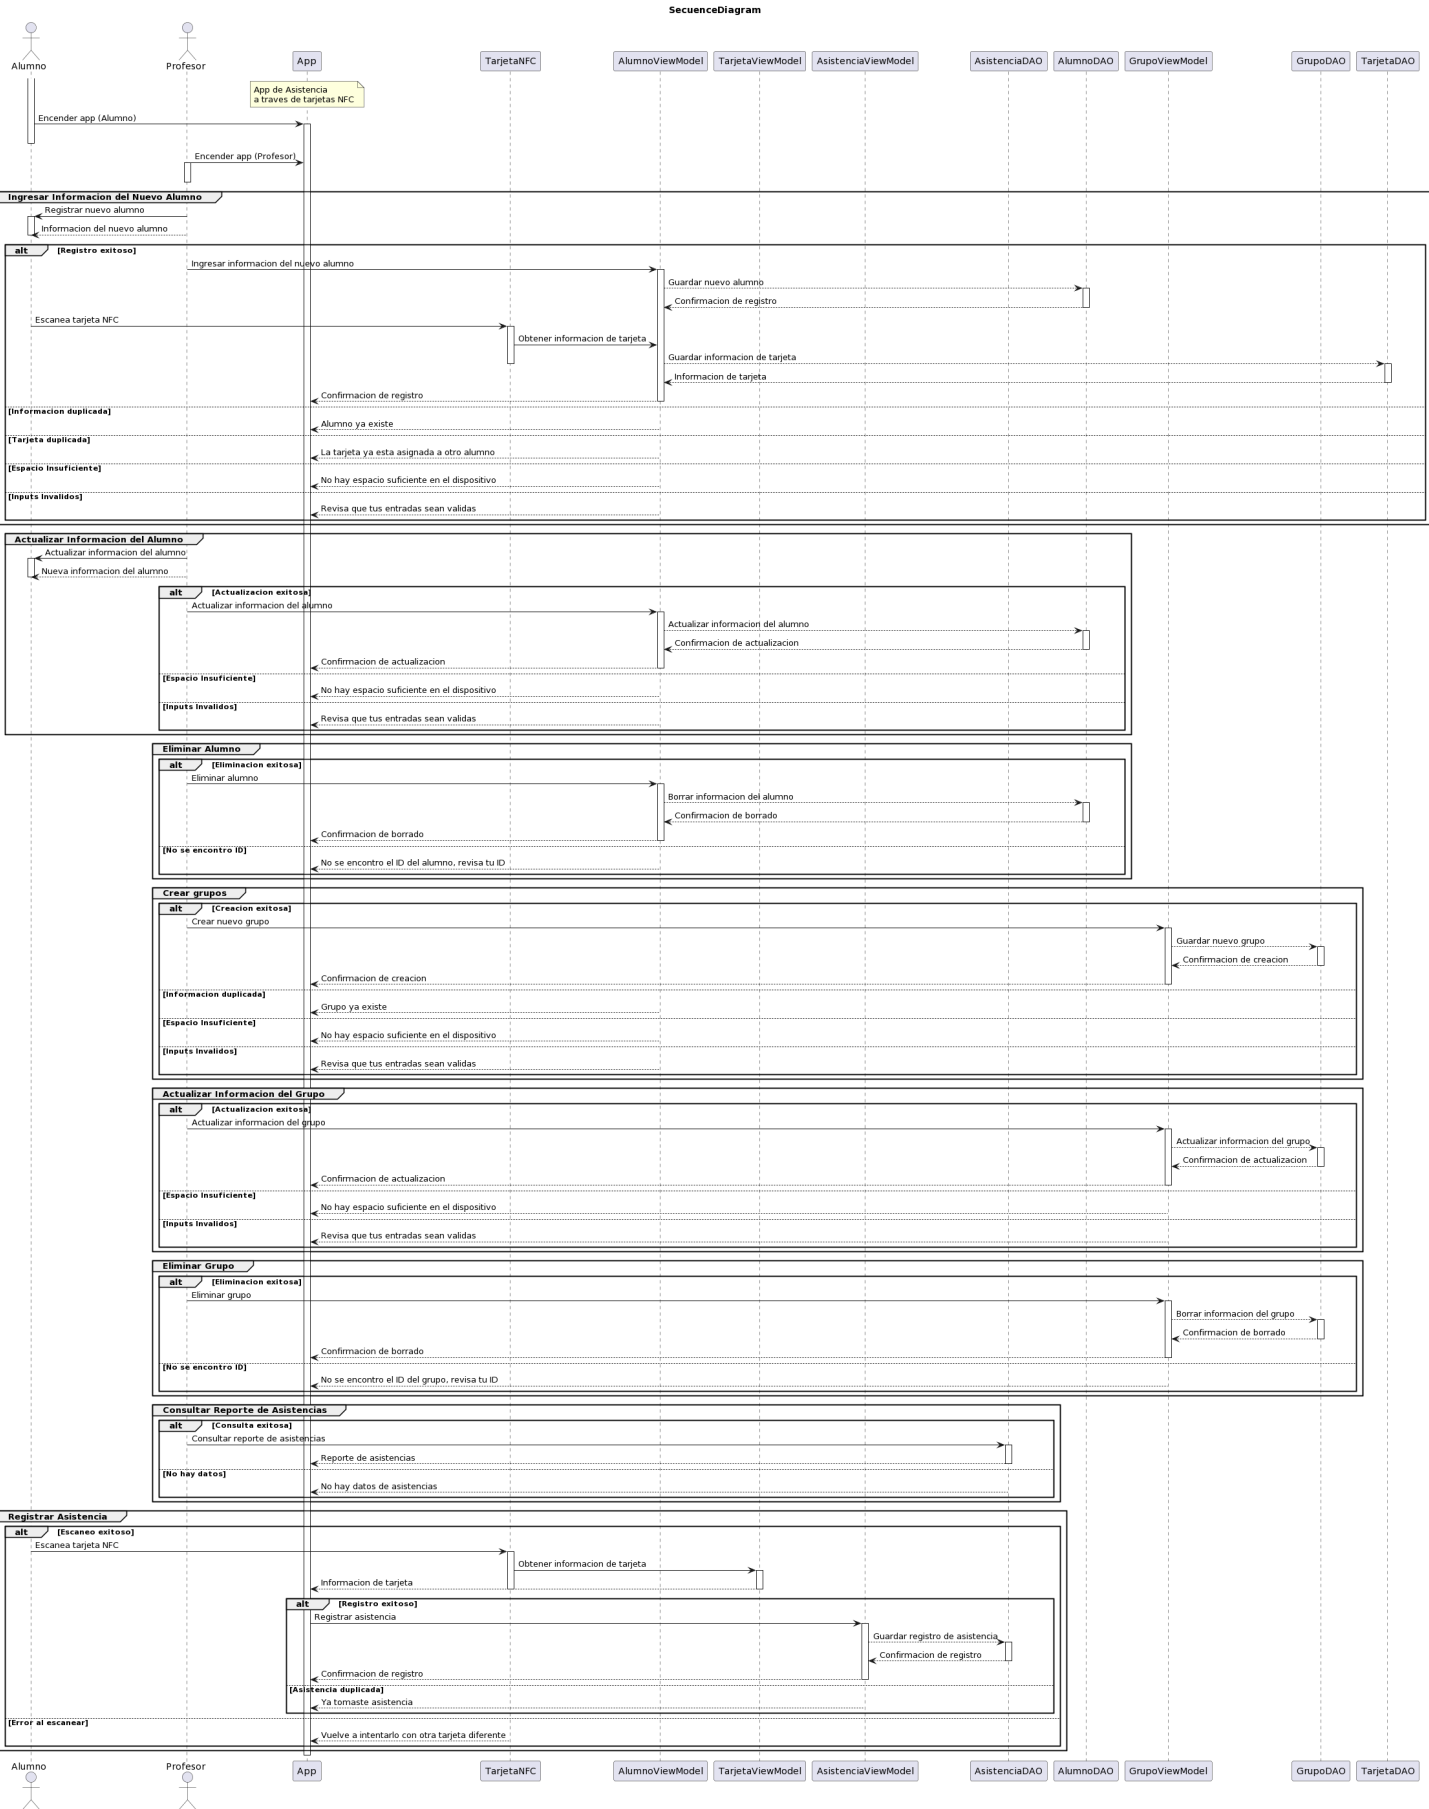 SecuenceDiagram
Alumno
Profesor
App
TarjetaNFC
AlumnoViewModel
TarjetaViewModel
AsistenciaViewModel
AsistenciaDAO
AlumnoDAO
GrupoViewModel
GrupoDAO
TarjetaDAO
App de Asistencia
a traves de tarjetas NFC
Encender app (Alumno)
Encender app (Profesor)
Ingresar Informacion del Nuevo Alumno
Registrar nuevo alumno
Informacion del nuevo alumno
alt [Registro exitoso]
Ingresar informacion del nuevo alumno
Guardar nuevo alumno
Confirmacion de registro
Escanea tarjeta NFC
Obtener informacion de tarjeta
Guardar informacion de tarjeta
Informacion de tarjeta
Confirmacion de registro
[Informacion duplicada]
Alumno ya existe
[Tarjeta duplicada]
La tarjeta ya esta asignada a otro alumno
[Espacio Insuficiente]
No hay espacio suficiente en el dispositivo
[Inputs Invalidos]
Revisa que tus entradas sean validas
Actualizar Informacion del Alumno
Actualizar informacion del alumno
Nueva informacion del alumno
alt [Actualizacion exitosa]
Actualizar informacion del alumno
Actualizar informacion del alumno
Confirmacion de actualizacion
Confirmacion de actualizacion
[Espacio Insuficiente]
No hay espacio suficiente en el dispositivo
[Inputs Invalidos]
Revisa que tus entradas sean validas
Eliminar Alumno
alt [Eliminacion exitosa]
Eliminar alumno
Borrar informacion del alumno
Confirmacion de borrado
Confirmacion de borrado
[No se encontro ID]
No se encontro el ID del alumno, revisa tu ID
Crear grupos
alt [Creacion exitosa]
Crear nuevo grupo
Guardar nuevo grupo
Confirmacion de creacion
Confirmacion de creacion
[Informacion duplicada]
Grupo ya existe
[Espacio Insuficiente]
No hay espacio suficiente en el dispositivo
[Inputs Invalidos]
Revisa que tus entradas sean validas
Actualizar Informacion del Grupo
alt [Actualizacion exitosa]
Actualizar informacion del grupo
Actualizar informacion del grupo
Confirmacion de actualizacion
Confirmacion de actualizacion
[Espacio Insuficiente]
No hay espacio suficiente en el dispositivo
[Inputs Invalidos]
Revisa que tus entradas sean validas
Eliminar Grupo
alt [Eliminacion exitosa]
Eliminar grupo
Borrar informacion del grupo
Confirmacion de borrado
Confirmacion de borrado
[No se encontro ID]
No se encontro el ID del grupo, revisa tu ID
Consultar Reporte de Asistencias
alt [Consulta exitosa]
Consultar reporte de asistencias
Reporte de asistencias
[No hay datos]
No hay datos de asistencias
Registrar Asistencia
alt [Escaneo exitoso]
Escanea tarjeta NFC
Obtener informacion de tarjeta
Informacion de tarjeta
alt [Registro exitoso]
Registrar asistencia
Guardar registro de asistencia
Confirmacion de registro
Confirmacion de registro
[Asistencia duplicada]
Ya tomaste asistencia
[Error al escanear]
Vuelve a intentarlo con otra tarjeta diferente
Alumno
Profesor
App
TarjetaNFC
AlumnoViewModel
TarjetaViewModel
AsistenciaViewModel
AsistenciaDAO
AlumnoDAO
GrupoViewModel
GrupoDAO
TarjetaDAO